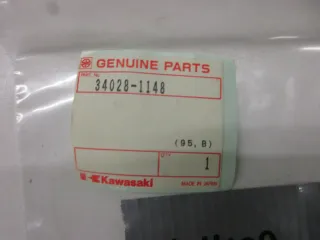 GENUINE PARTS
PART NO.
34028-1148
(95, 8)
Q'TY
1
Kawasaki
MADE IN JAPAN